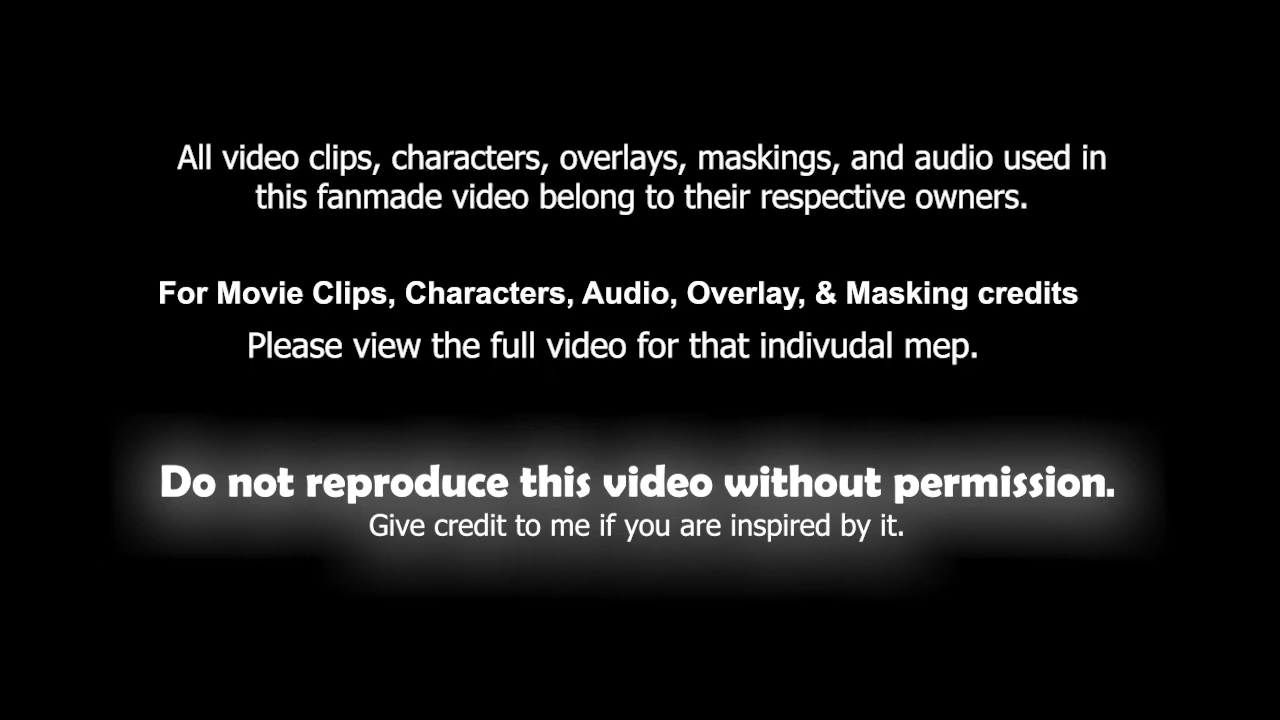 All video clips, characters, overlays, maskings, and audio used in
this fanmade video belong to their respective owners.
For Movie Clips, Characters, Audio, Overlay, & Masking credits
Please view the full video for that indivudal mep.
Do not reproduce this video without permission.
Give credit to me if you are inspired by it.